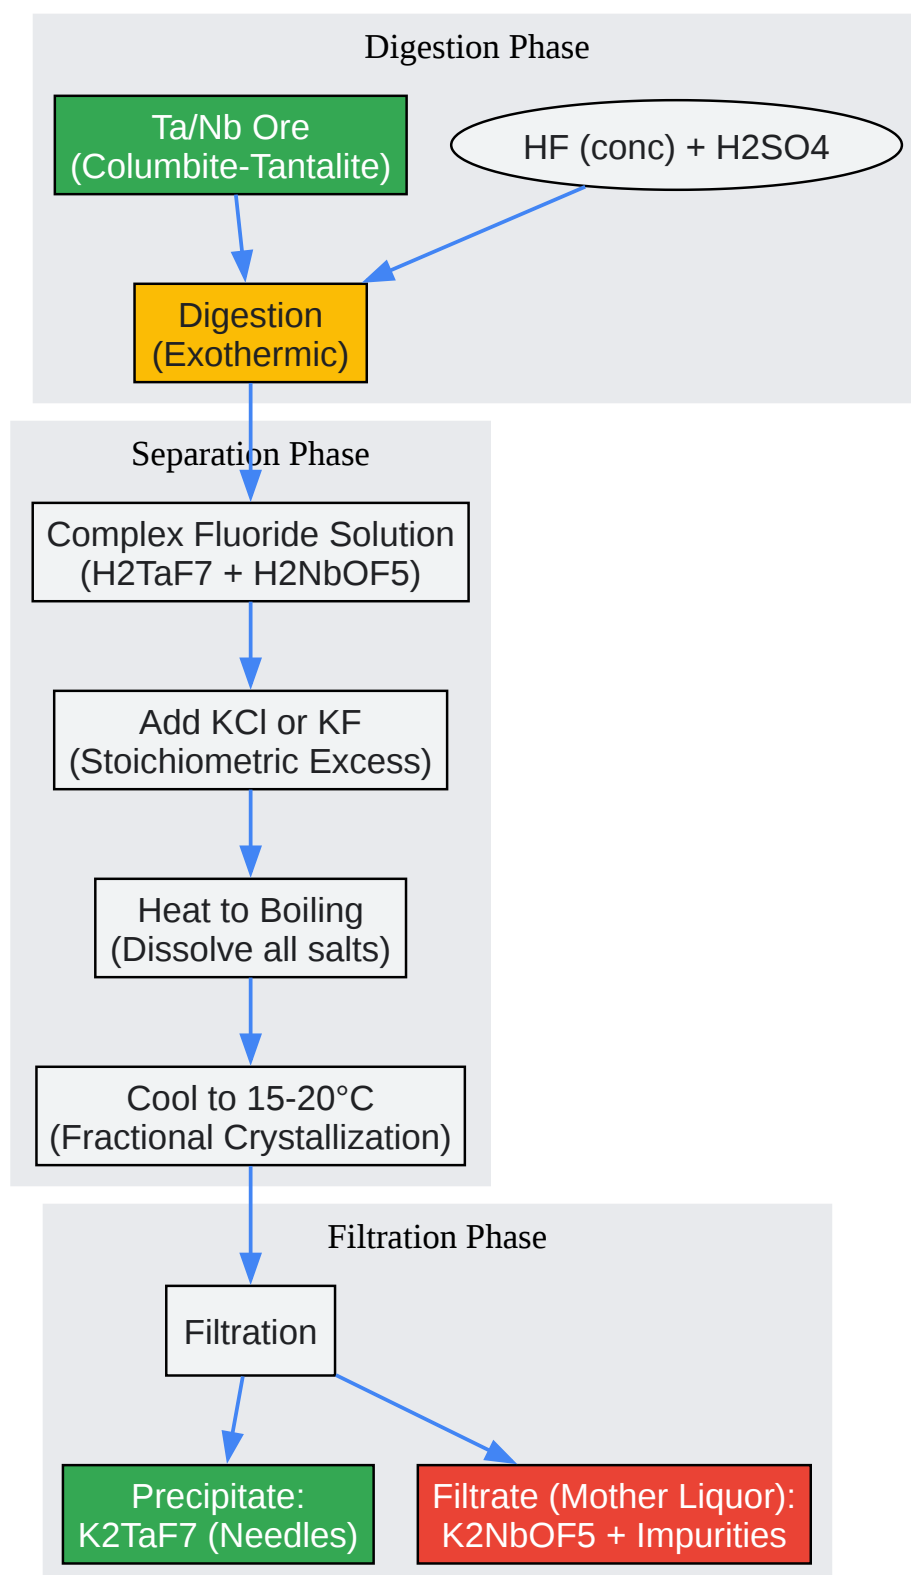 Digestion Phase
Ta/Nb Ore
(Columbite-Tantalite)
HF (conc) + H2SO4
Digestion
(Exothermic)
Separation Phase
Complex Fluoride Solution
(H2TaF7 + H2NbOF5)
Add KCl or KF
(Stoichiometric Excess)
Heat to Boiling
(Dissolve all salts)
Cool to 15-20°C
(Fractional Crystallization)
Filtration Phase
Filtration
Precipitate:
K2TaF7 (Needles)
Filtrate (Mother Liquor):
K2NbOF5 + Impurities